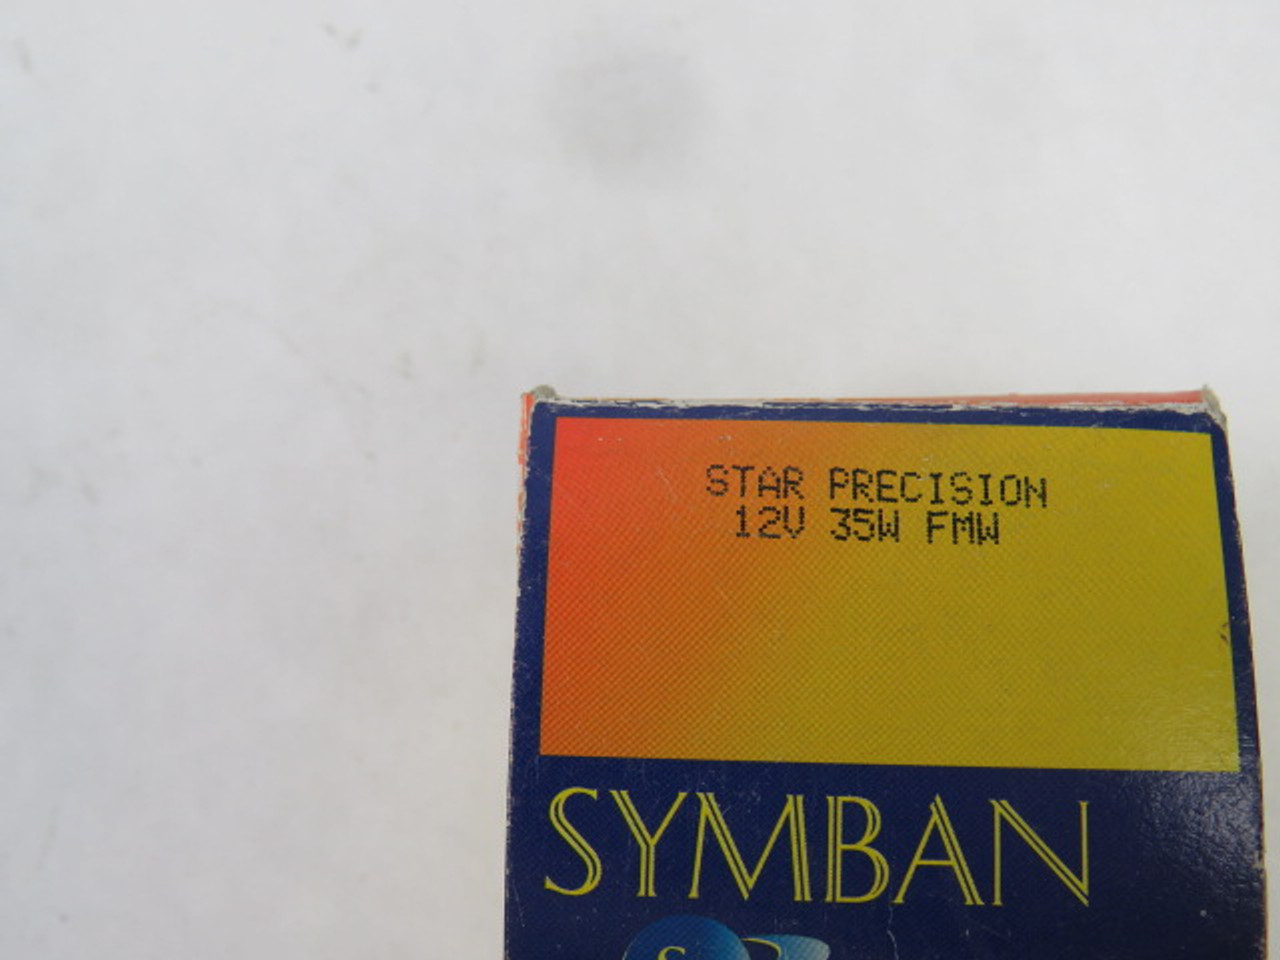 STAR PRECISION
12V 35W FMW
SYMBAN